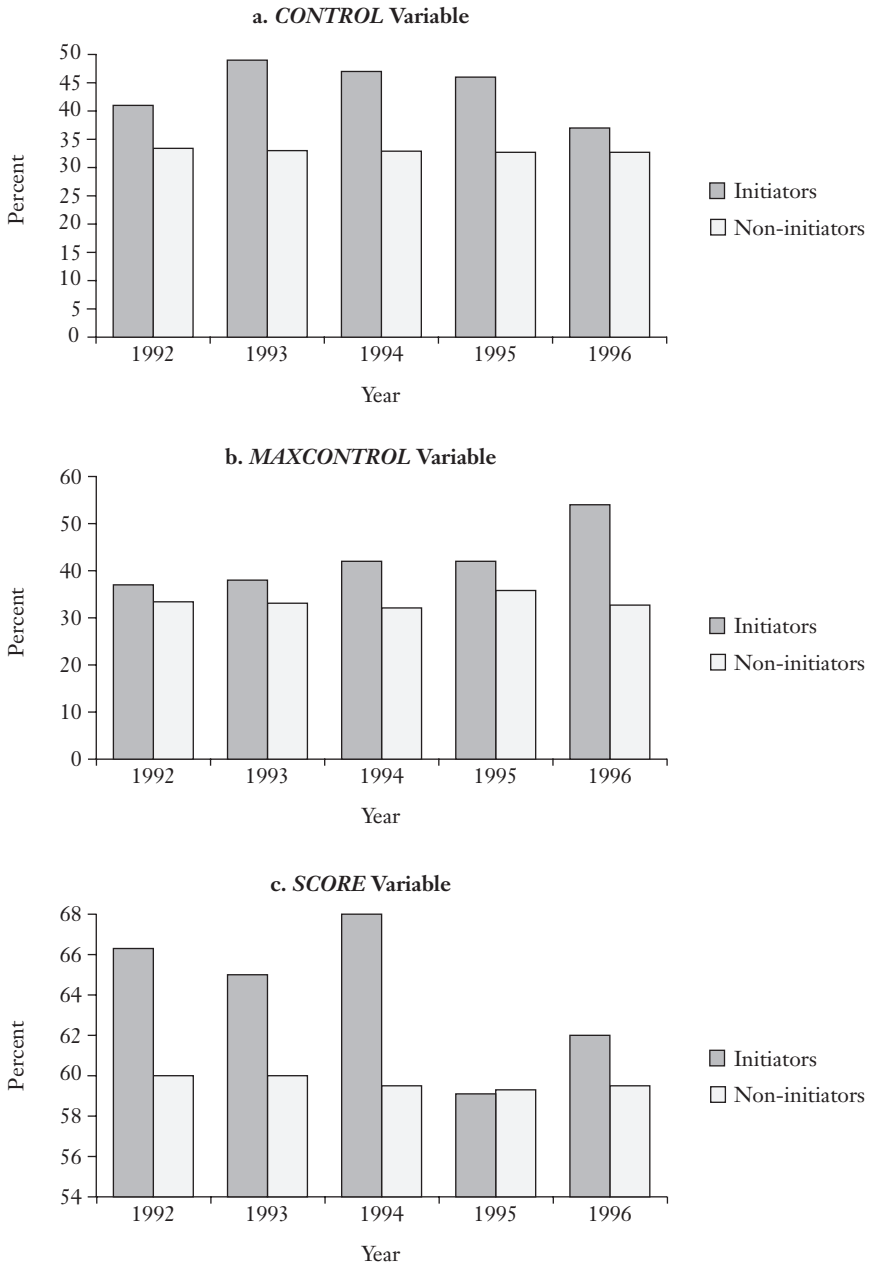 a. CONTROL Variable
50
45
40
35
30
25
20
15
10
5
0
Percent
1992 1993 1994 1995 1996
Year
Initiators
Non-initiators
b. MAXCONTROL Variable
60
50
40
30
20
10
0
Percent
1992 1993 1994 1995 1996
Year
Initiators
Non-initiators
c. SCORE Variable
68
66
64
62
60
58
56
54
Percent
1992 1993 1994 1995 1996
Year
Initiators
Non-initiators